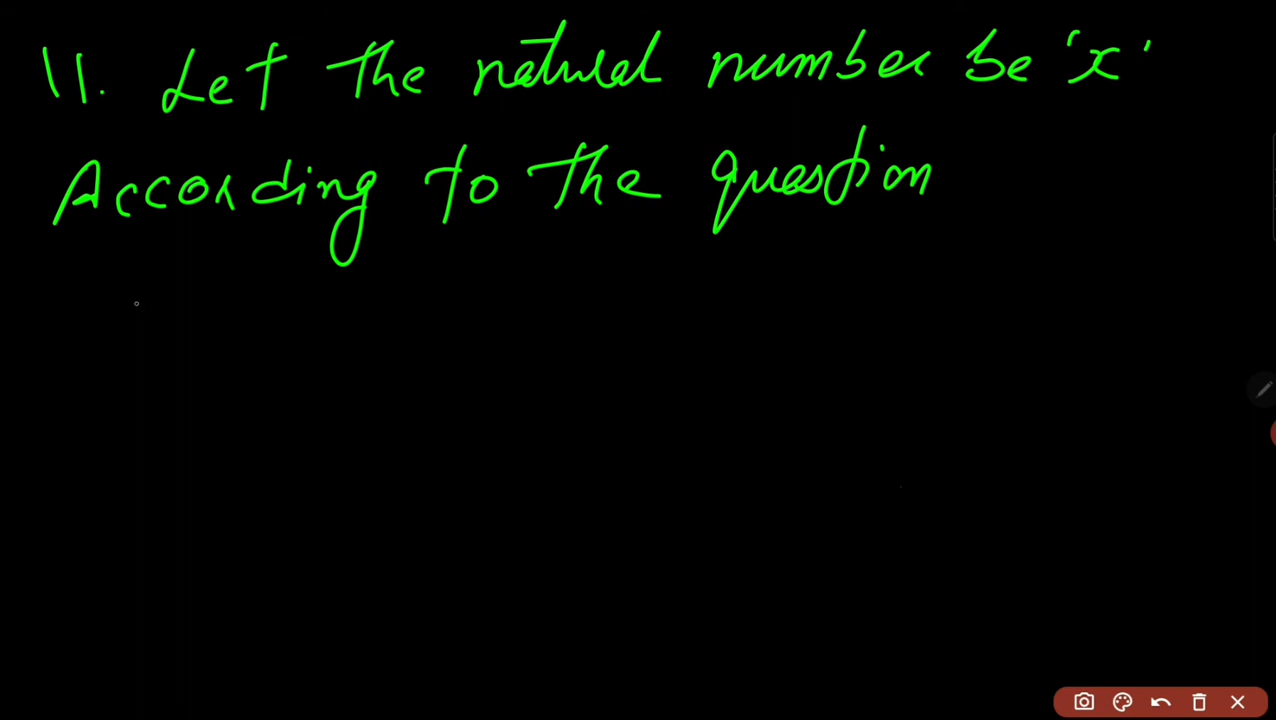 11. Let the natural number be 'x'
According to the question